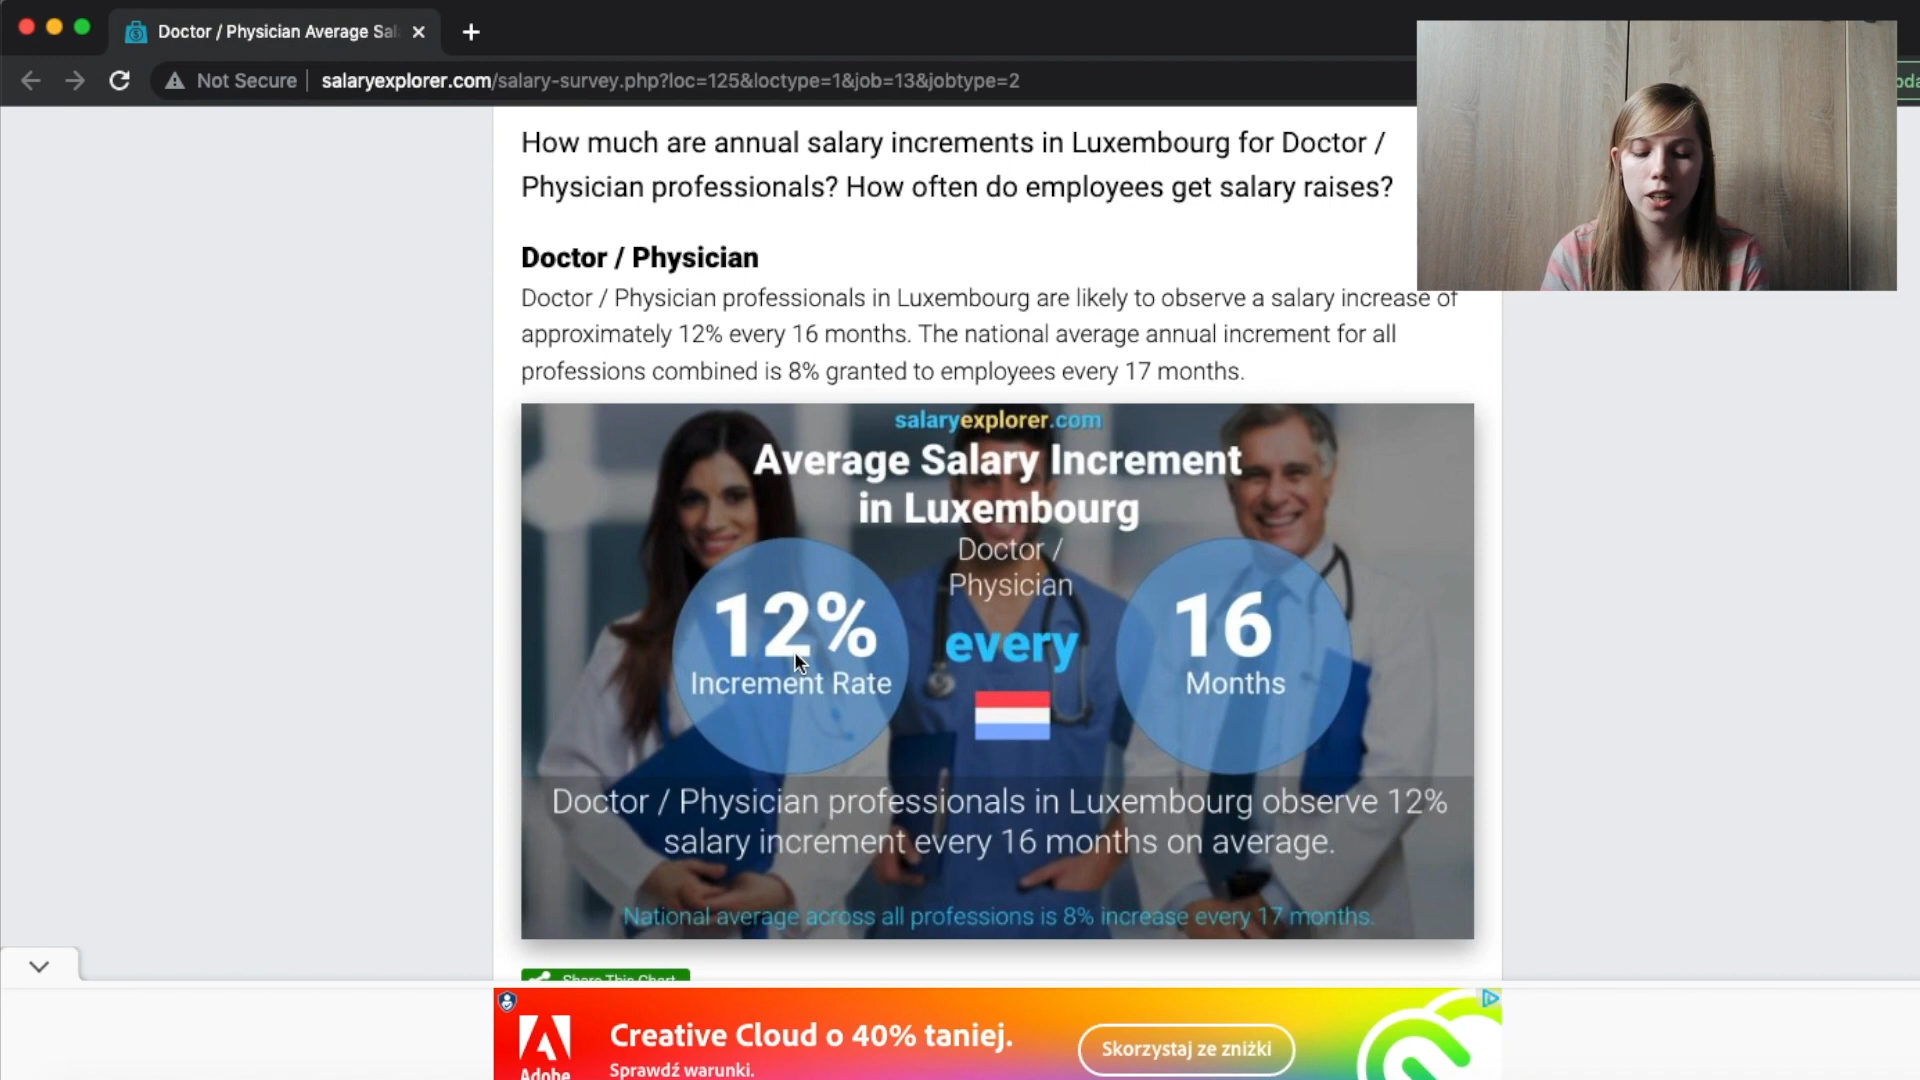 Doctor / Physician Average Sal
Not Secure
salaryexplorer.com/salary-survey.php?loc=125&loctype=1&job=13&jobtype=2
How much are annual salary increments in Luxembourg for Doctor /
Physician professionals? How often do employees get salary raises?
Doctor / Physician
Doctor / Physician professionals in Luxembourg are likely to observe a salary increase of
approximately 12% every 16 months. The national average annual increment for all
professions combined is 8% granted to employees every 17 months.
salaryexplorer.com
Average Salary Increment
in Luxembourg
Doctor /
Physician
12%
Increment Rate
every
16
Months
Doctor / Physician professionals in Luxembourg observe 12%
salary increment every 16 months on average.
National average across all professions is 8% increase every 17 months.
Share This Chart
Creative Cloud o 40% taniej.
Sprawdź warunki.
Skorzystaj ze zniżki
Adobe